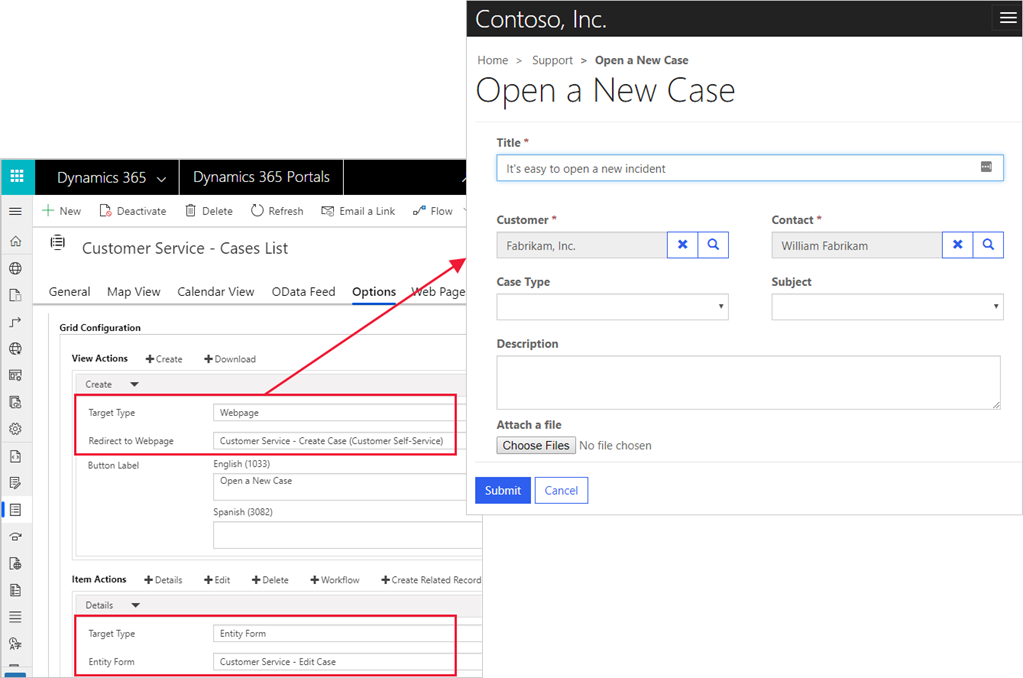 Contoso, Inc.
Home > Support > Open a New Case
Open a New Case
Title *
It's easy to open a new incident
Customer *
Contact *
Fabrikam, Inc.
William Fabrikam
Case Type
Subject
Description
Attach a file
Choose Files No file chosen
Submit Cancel
Dynamics 365 Dynamics 365 Portals
New Deactivate Delete Refresh Email a Link Flow
Customer Service - Cases List
General Map View Calendar View OData Feed Options Web Page
Grid Configuration
View Actions +Create +Download
Create
Target Type Webpage
Redirect to Webpage Customer Service - Create Case (Customer Self-Service)
Button Label English (1033)
Open a New Case
Spanish (3082)
Item Actions +Details +Edit +Delete +Workflow +Create Related Record
Details
Target Type Entity Form
Entity Form Customer Service - Edit Case